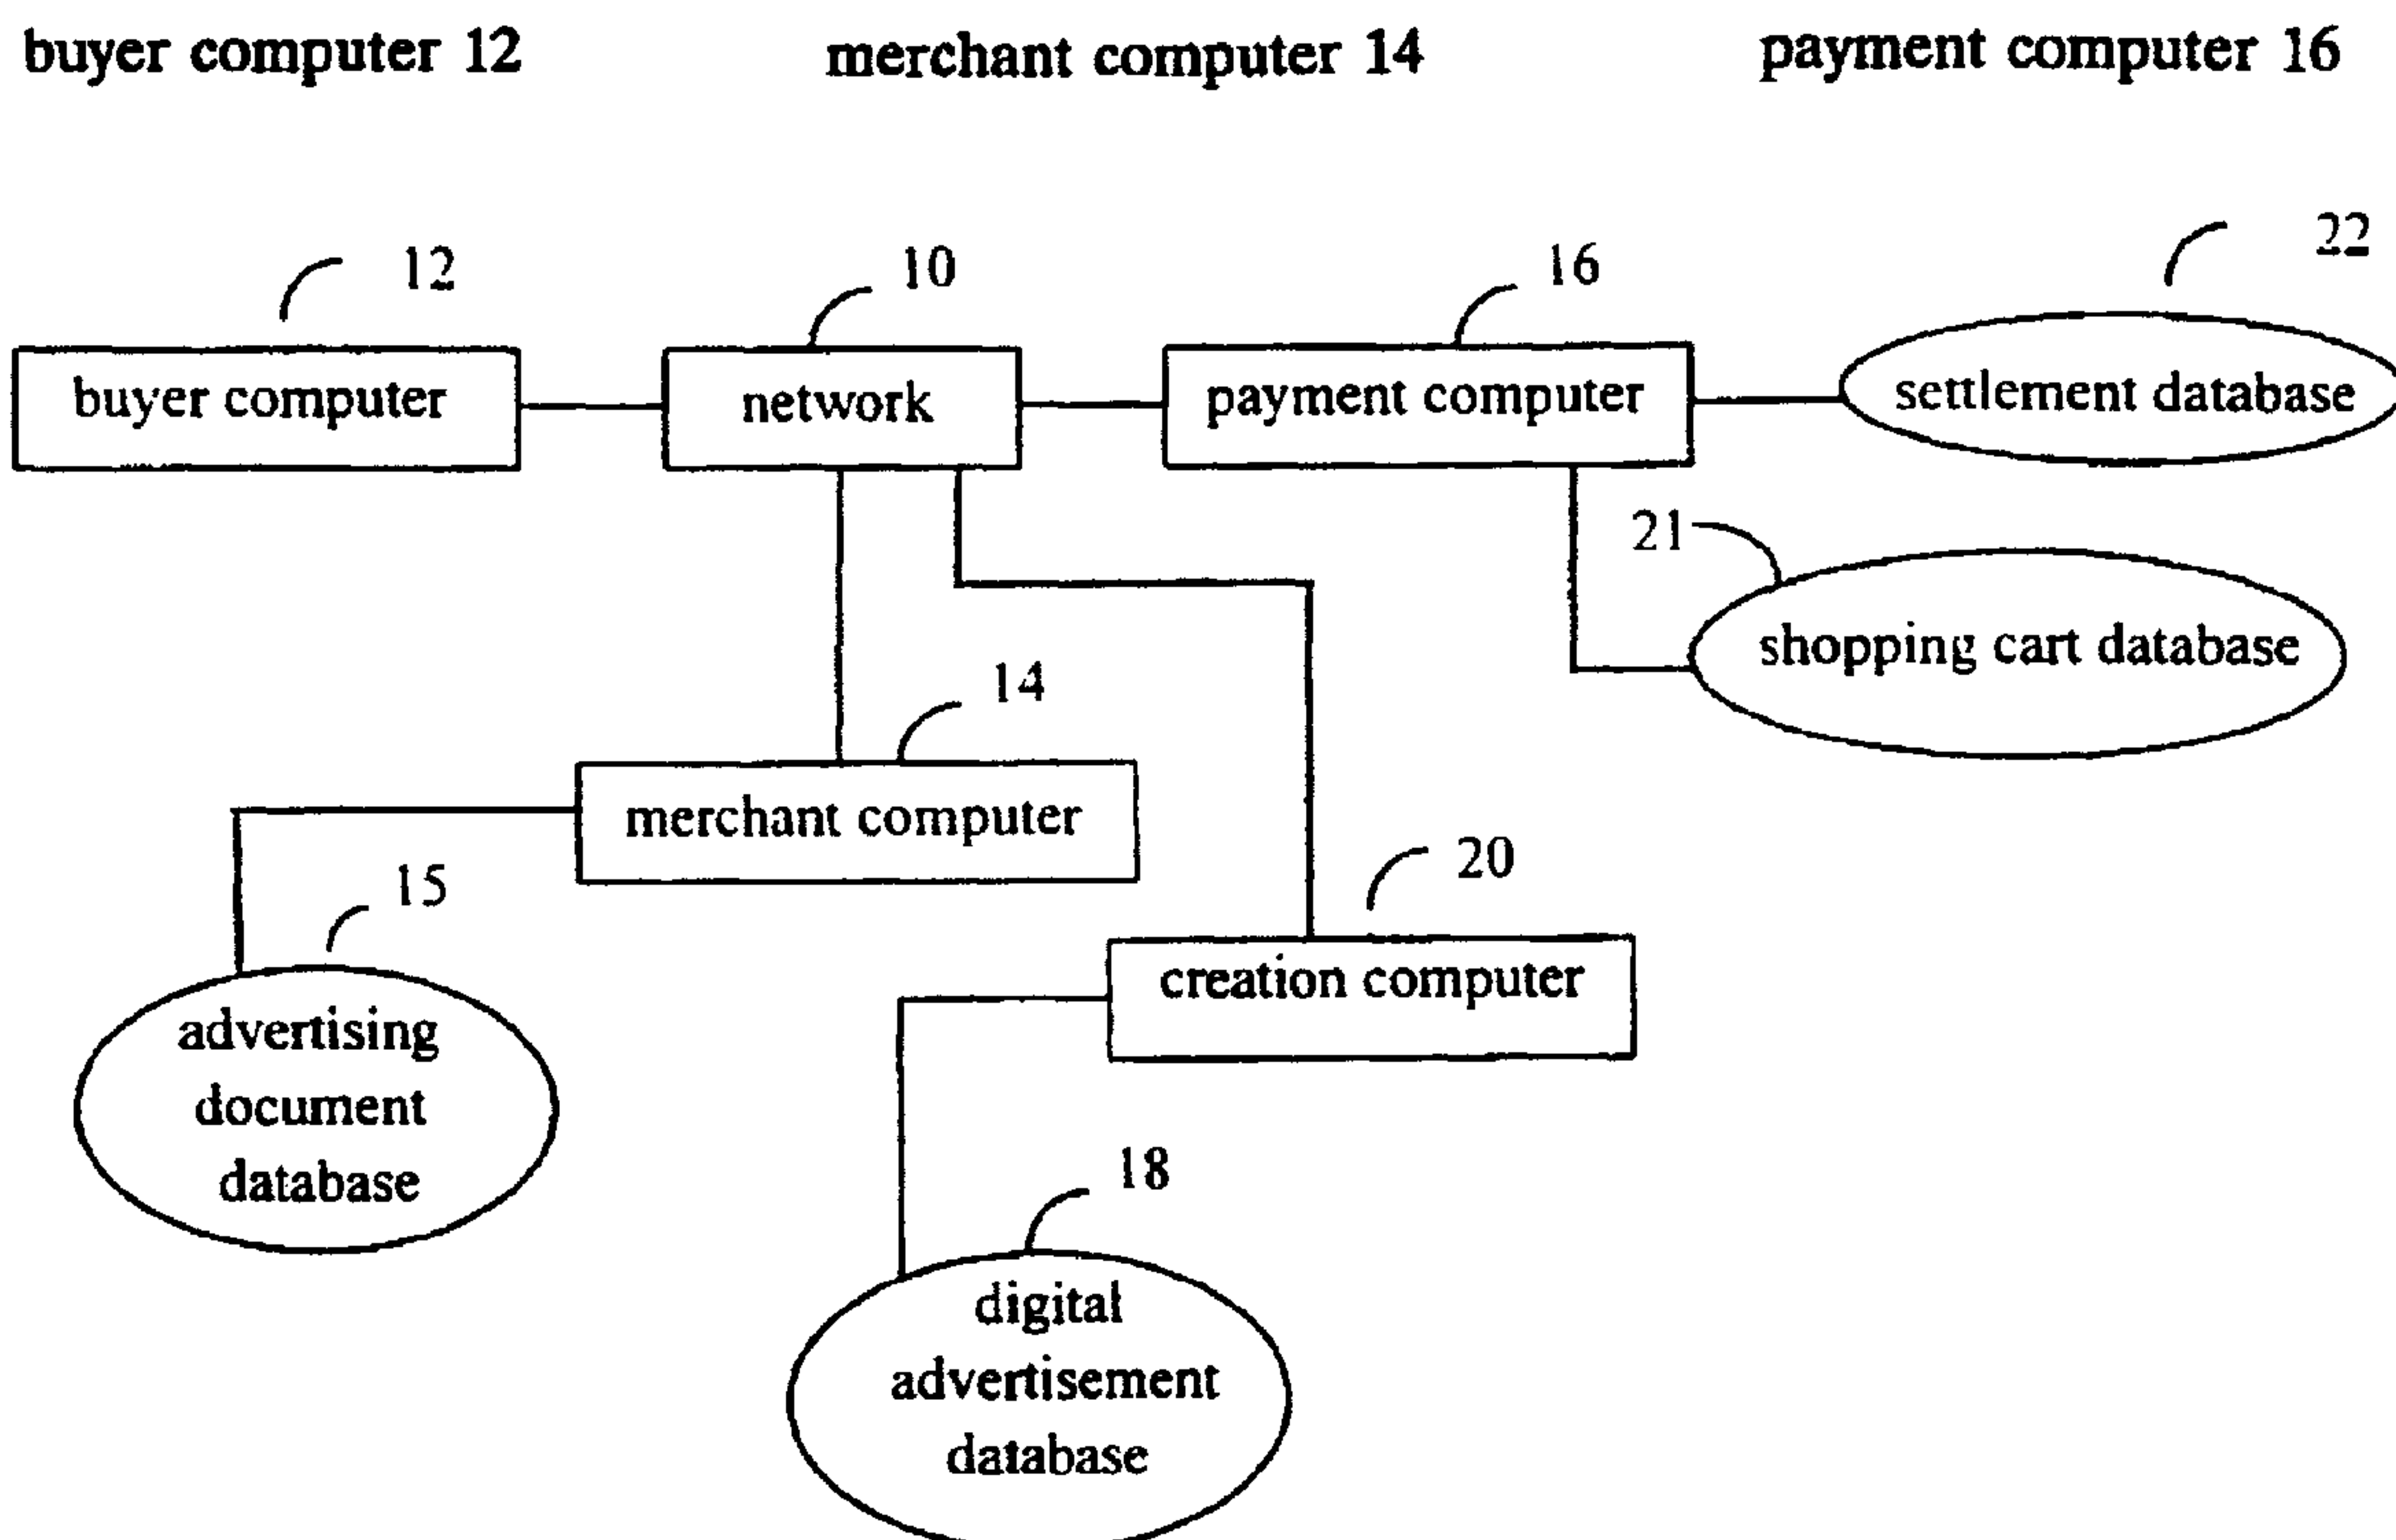 buyer computer 12
merchant computer 14
payment computer 16
12
10
16
22
buyer computer
network
payment computer
settlement database
21
shopping cart database
14
merchant computer
20
15
creation computer
advertising
document
database
18
digital
advertisement
database